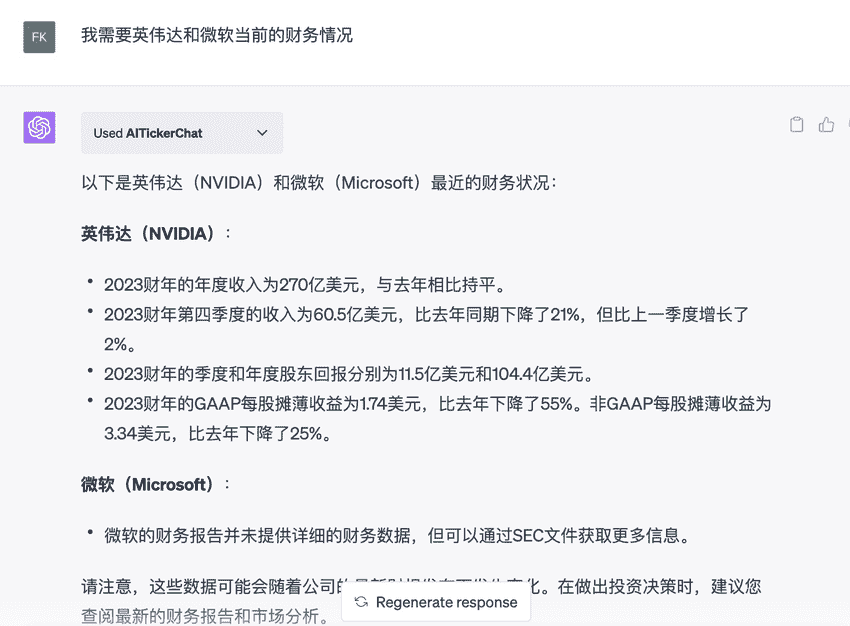 FK
我需要英伟达和微软当前的财务情况
Used AITickerChat
以下是英伟达（NVIDIA）和微软（Microsoft）最近的财务状况：
英伟达（NVIDIA）：
• 2023财年的年度收入为270亿美元，与去年相比持平。
• 2023财年第四季度的收入为60.5亿美元，比去年同期下降了21%，但比上一季度增长了
2%。
• 2023财年的季度和年度股东回报分别为11.5亿美元和104.4亿美元。
• 2023财年的GAAP每股摊薄收益为1.74美元，比去年下降了55%。非GAAP每股摊薄收益为
3.34美元，比去年下降了25%。
微软（Microsoft）：
• 微软的财务报告并未提供详细的财务数据，但可以通过SEC文件获取更多信息。
请注意，这些数据可能会随着公司的。在做出投资决策时，建议您
查阅最新的财务报告和市场分析。
Regenerate response